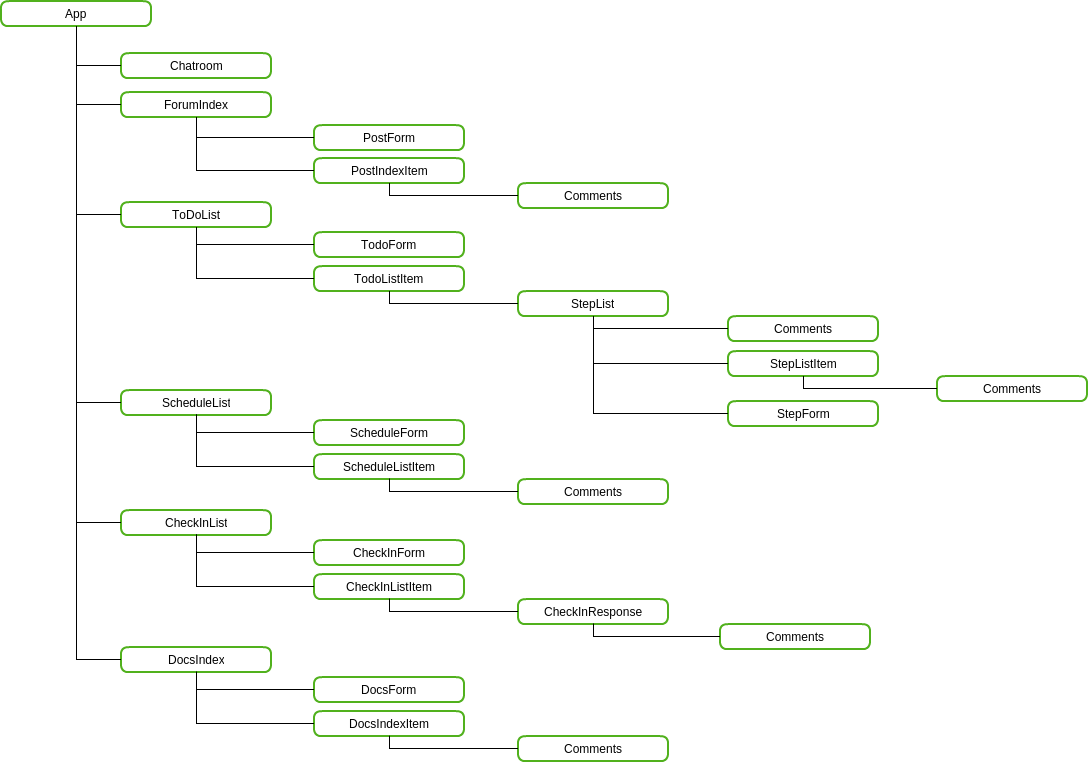 App
Chatroom
ForumIndex
PostForm
PostIndexItem
Comments
ToDoList
TodoForm
TodoListItem
StepList
Comments
StepListItem
Comments
StepForm
ScheduleList
ScheduleForm
ScheduleListItem
Comments
CheckInList
CheckInForm
CheckInListItem
CheckInResponse
Comments
DocsIndex
DocsForm
DocsIndexItem
Comments